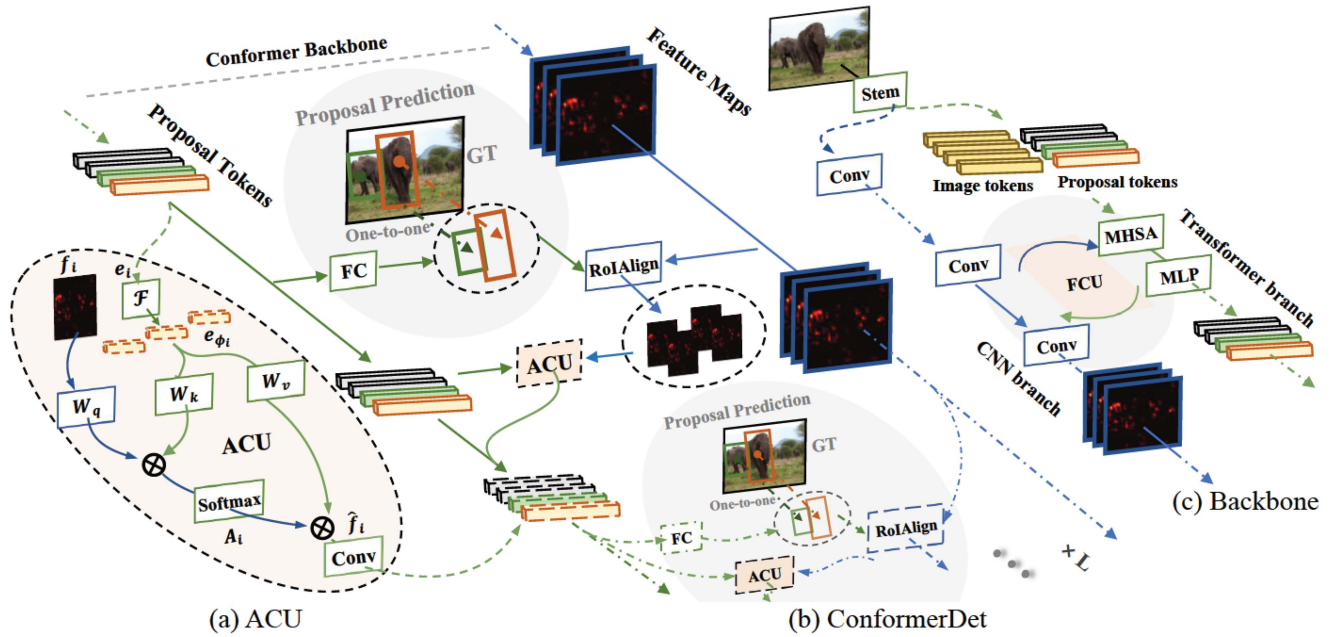 Conformer Backbone
Proposal Tokens
Proposal Prediction
GT
One-to-one
FC
Feature Maps
RoIAlign
ACU
f_i
e_i
ℱ
e_{ϕ_i}
W_q
W_k
W_v
ACU
Softmax
A_i
f̂_i
Conv
(a) ACU
Proposal Prediction
GT
One-to-one
FC
RoIAlign
ACU
× L
(b) ConformerDet
Stem
Conv
Image tokens
Proposal tokens
Conv
MHSA
FCU
MLP
Transformer branch
Conv
CNN branch
(c) Backbone